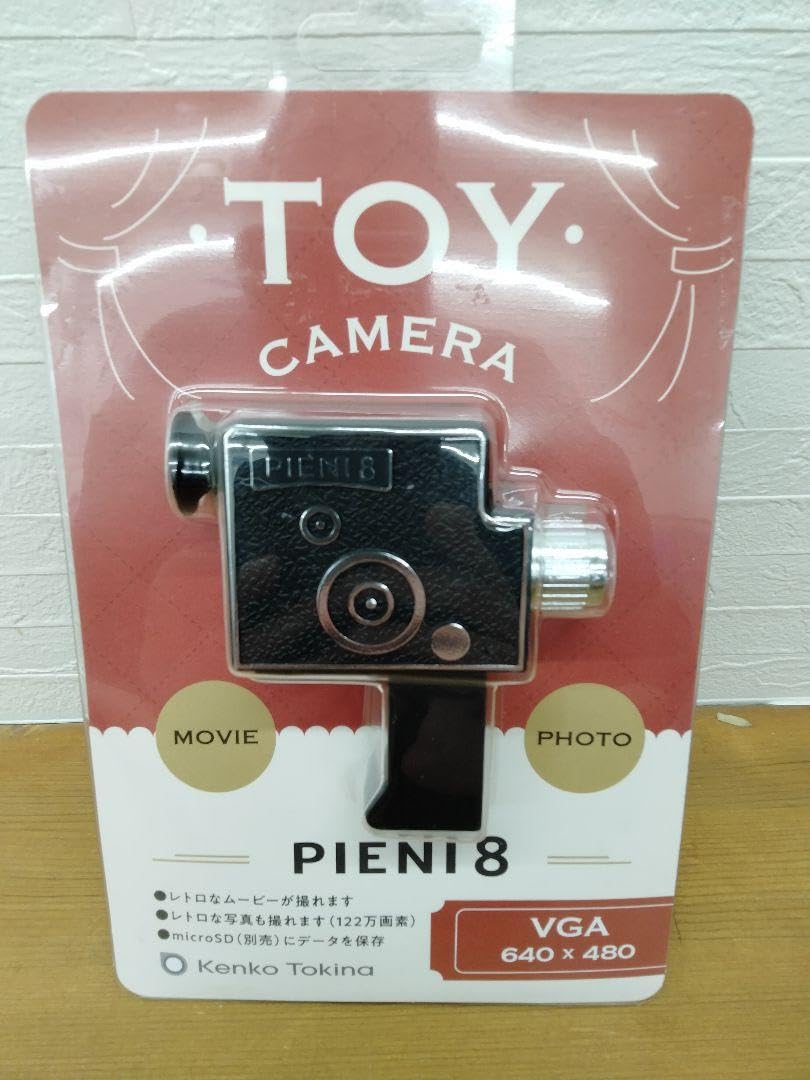 TOY
CAMERA
PIENI 8
MOVIE
PHOTO
PIENI 8
●レトロなムービーが撮れます
●レトロな写真も撮れます(122万画素)
●microSD(別売)にデータを保存
Kenko Tokina
VGA
640 x 480